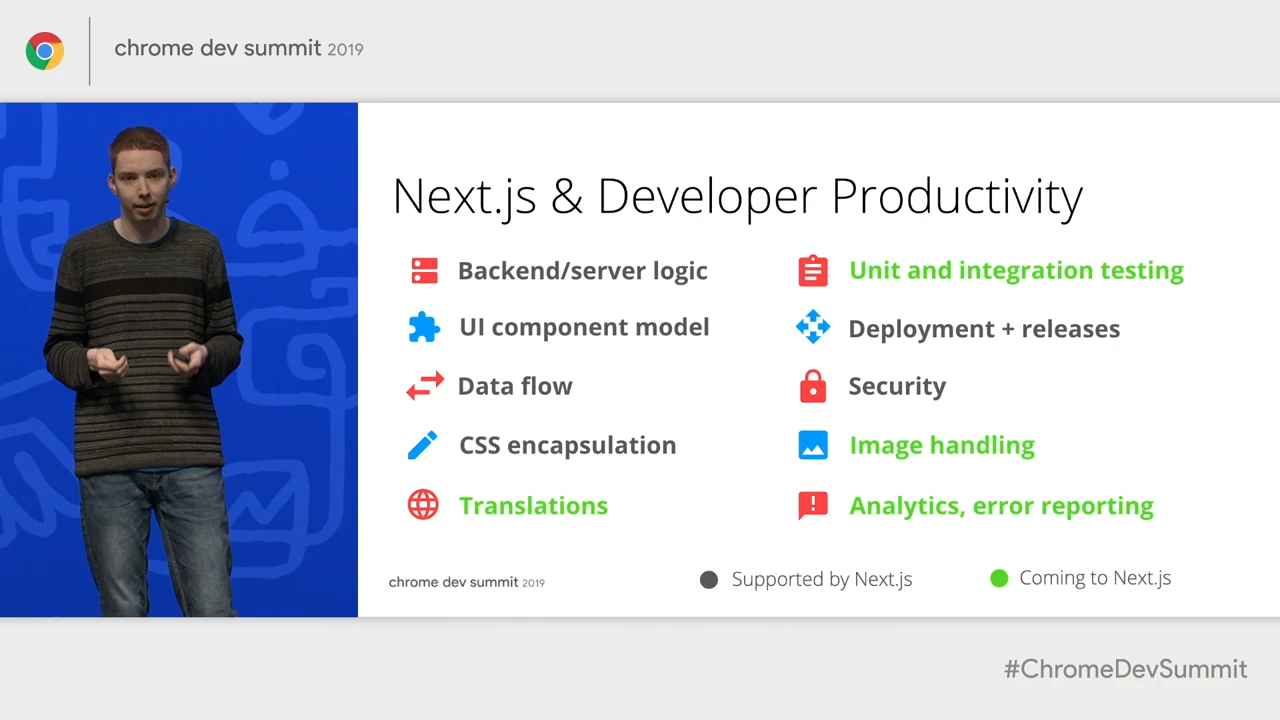 chrome dev summit 2019
Next.js & Developer Productivity
Backend/server logic
UI component model
Data flow
CSS encapsulation
Translations
Unit and integration testing
Deployment + releases
Security
Image handling
Analytics, error reporting
chrome dev summit 2019
Supported by Next.js
Coming to Next.js
#ChromeDevSummit